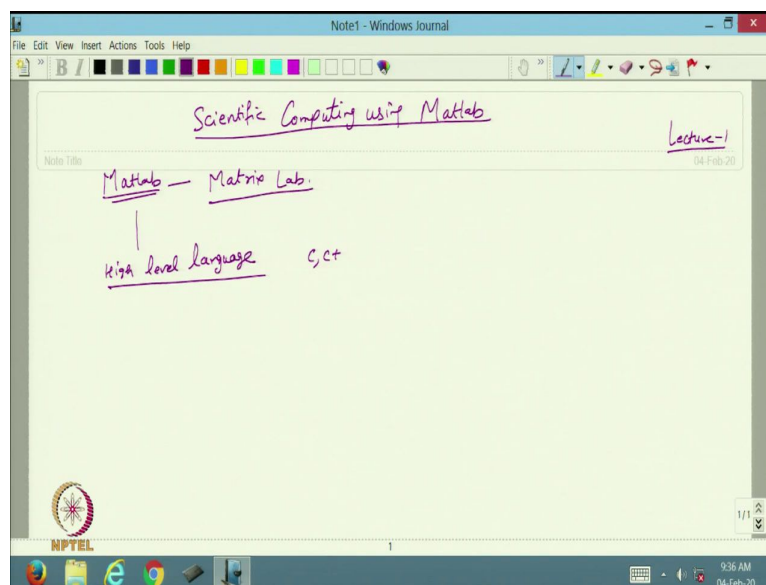 Note1 - Windows Journal
File Edit View Insert Actions Tools Help
B I
Scientific Computing using Matlab
Lecture-1
Note Title
04-Feb-20
Matlab — Matrix Lab.
High level language C, C+
1/1
NPTEL
1
9:36 AM
04-Feb-20